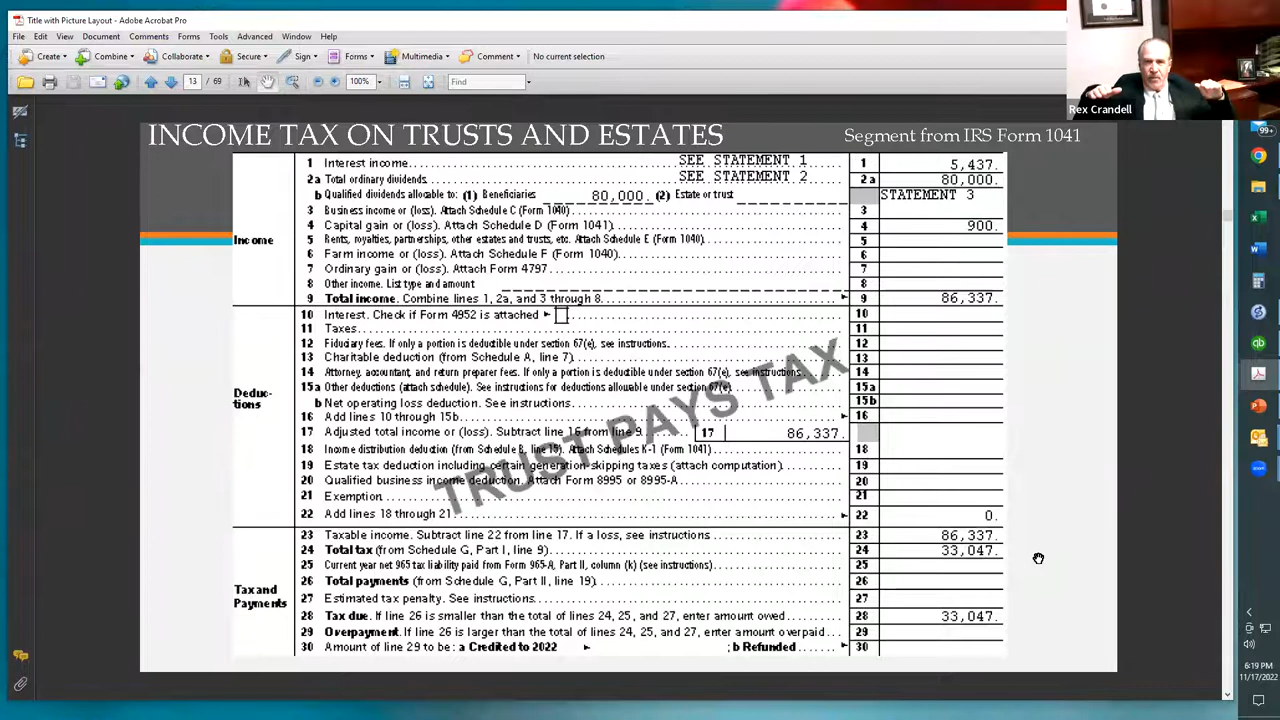 Title with Picture Layout - Adobe Acrobat Pro
File Edit View Document Comments Forms Tools Advanced Window Help
Create Combine Collaborate Secure Sign Forms Multimedia Comment No current selection
13 / 69 100% Find
Rex Crandell
99+
INCOME TAX ON TRUSTS AND ESTATES Segment from IRS Form 1041
Income
1 Interest income SEE STATEMENT 1 1 5,437.
2a Total ordinary dividends SEE STATEMENT 2 2a 80,000.
b Qualified dividends allocable to: (1) Beneficiaries 80,000. (2) Estate or trust STATEMENT 3
3 Business income or (loss). Attach Schedule C (Form 1040) 3
4 Capital gain or (loss). Attach Schedule D (Form 1041) 4 900.
5 Rents, royalties, partnerships, other estates and trusts, etc. Attach Schedule E (Form 1040) 5
6 Farm income or (loss). Attach Schedule F (Form 1040) 6
7 Ordinary gain or (loss). Attach Form 4797 7
8 Other income. List type and amount 8
9 Total income. Combine lines 1, 2a, and 3 through 8 9 86,337.
Deduc-
tions
10 Interest. Check if Form 4952 is attached 10
11 Taxes 11
12 Fiduciary fees. If only a portion is deductible under section 67(e), see instructions. 12
13 Charitable deduction (from Schedule A, line 7) 13
14 Attorney, accountant, and return preparer fees. If only a portion is deductible under section 67(e), see instructions 14
15a Other deductions (attach schedule). See instructions for deductions allowable under section 67(e) 15a
b Net operating loss deduction. See instructions 15b
16 Add lines 10 through 15b 16
17 Adjusted total income or (loss). Subtract line 16 from line 9 17 86,337.
18 Income distribution deduction (from Schedule B, line 15). Attach Schedules K-1 (Form 1041) 18
19 Estate tax deduction including certain generation-skipping taxes (attach computation) 19
20 Qualified business income deduction. Attach Form 8995 or 8995-A 20
21 Exemption 21
22 Add lines 18 through 21 22 0.
TRUST PAYS TAX
Tax and
Payments
23 Taxable income. Subtract line 22 from line 17. If a loss, see instructions 23 86,337.
24 Total tax (from Schedule G, Part I, line 9) 24 33,047.
25 Current year net 965 tax liability paid from Form 965-A, Part II, column (k) (see instructions) 25
26 Total payments (from Schedule G, Part II, line 19) 26
27 Estimated tax penalty. See instructions 27
28 Tax due. If line 26 is smaller than the total of lines 24, 25, and 27, enter amount owed 28 33,047.
29 Overpayment. If line 26 is larger than the total of lines 24, 25, and 27, enter amount overpaid 29
30 Amount of line 29 to be: a Credited to 2022 ; b Refunded 30
6:19 PM
11/17/2022